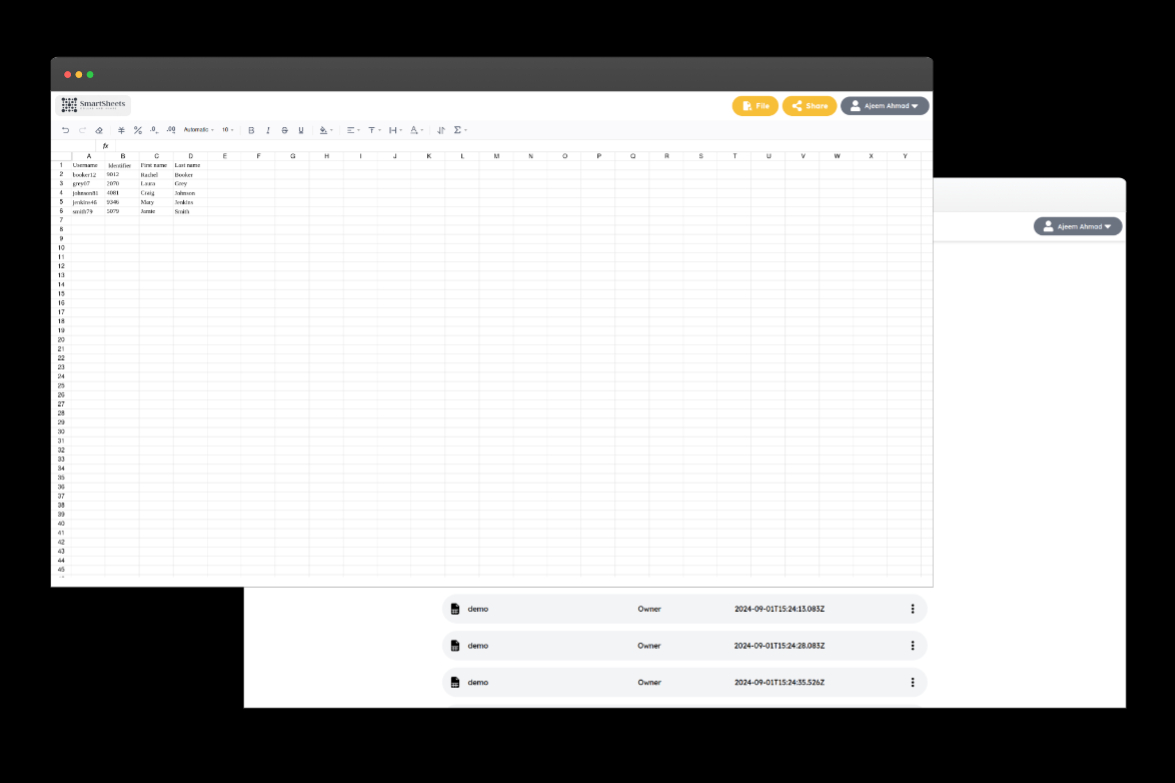 SmartSheets
File Share Ajeem Ahmad
Automatic 10 B I S U
fx
A B C D E F G H I J K L M N O P Q R S T U V W X Y
1 Username Identifier First name Last name
2 booker12 9012 Rachel Booker
3 grey07 2070 Laura Grey
4 johnson81 4081 Craig Johnson
5 jenkins46 9346 Mary Jenkins
6 smith79 5079 Jamie Smith
7
8
9
10
11
12
13
14
15
16
17
18
19
20
21
22
23
24
25
26
27
28
29
30
31
32
33
34
35
36
37
38
39
40
41
42
43
44
45
Ajeem Ahmad
demo Owner 2024-09-01T15:24:13.083Z
demo Owner 2024-09-01T15:24:28.083Z
demo Owner 2024-09-01T15:24:35.526Z